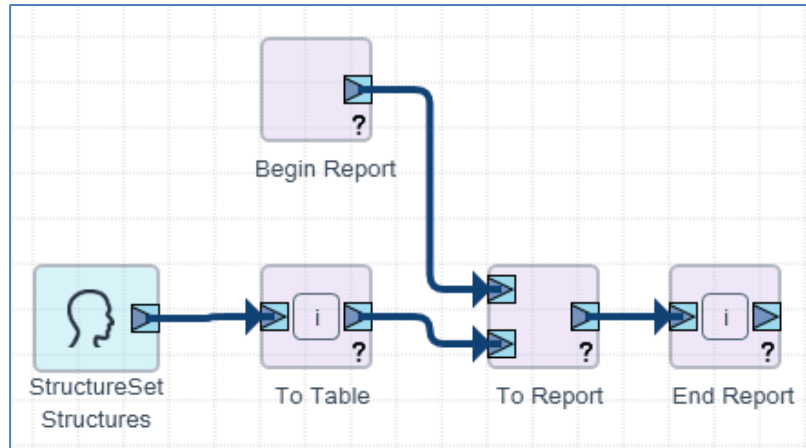 ?
Begin Report
i
i
?
?
?
StructureSet
Structures
To Table
To Report
End Report